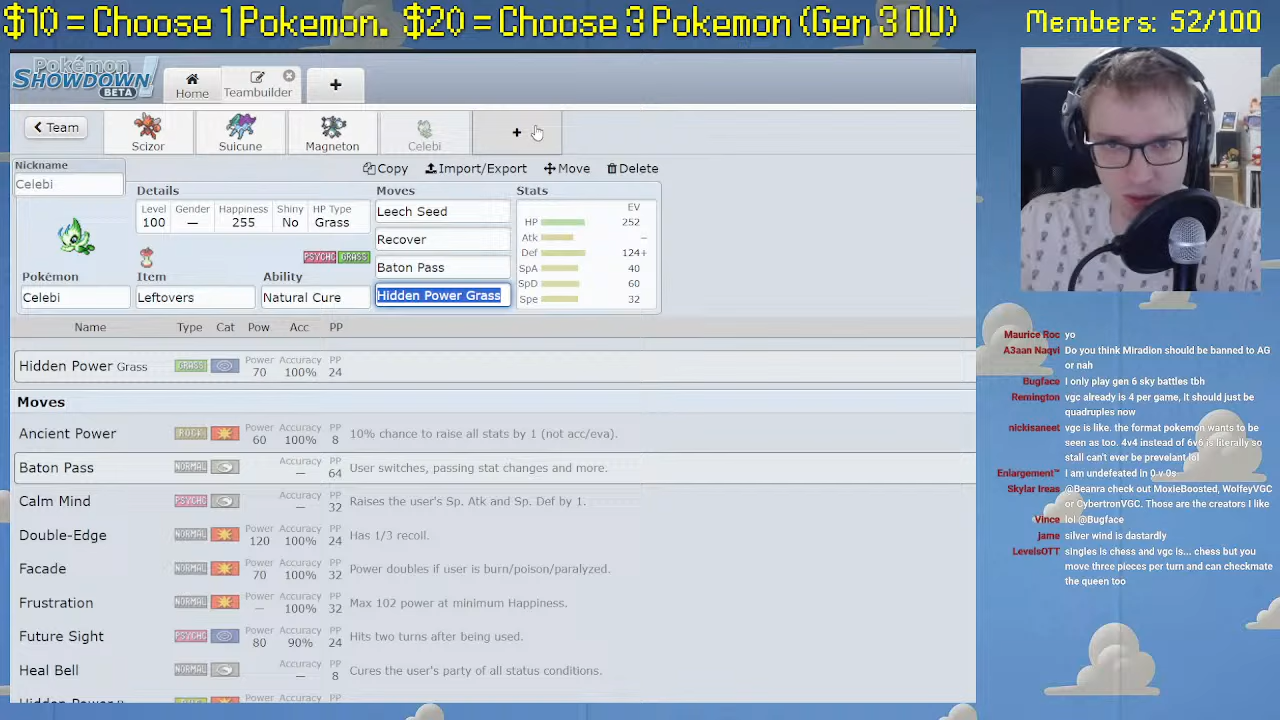 $10 = Choose 1 Pokemon. $20 = Choose 3 Pokemon (Gen 3 OU)
Members: 52/100
Pokémon
SHOWDOWN!
BETA
Home
Teambuilder
+
< Team
Scizor
Suicune
Magneton
Celebi
+
Nickname
Celebi
Copy
Import/Export
Move
Delete
Details
Moves
Stats
Level
Gender
Happiness
Shiny
HP Type
100
—
255
No
Grass
Leech Seed
Recover
Baton Pass
Hidden Power Grass
EV
HP
252
Atk
–
Def
124+
SpA
40
SpD
60
Spe
32
PSYCHC
GRASS
Pokémon
Item
Ability
Celebi
Leftovers
Natural Cure
Name
Type
Cat
Pow
Acc
PP
Hidden Power Grass GRASS Power 70 Accuracy 100% PP 24
Moves
Ancient Power ROCK Power 60 Accuracy 100% PP 8 10% chance to raise all stats by 1 (not acc/eva).
Baton Pass NORMAL Accuracy — PP 64 User switches, passing stat changes and more.
Calm Mind PSYCHC Accuracy — PP 32 Raises the user's Sp. Atk and Sp. Def by 1.
Double-Edge NORMAL Power 120 Accuracy 100% PP 24 Has 1/3 recoil.
Facade NORMAL Power 70 Accuracy 100% PP 32 Power doubles if user is burn/poison/paralyzed.
Frustration NORMAL Power — Accuracy 100% PP 32 Max 102 power at minimum Happiness.
Future Sight PSYCHC Power 80 Accuracy 90% PP 24 Hits two turns after being used.
Heal Bell NORMAL Accuracy — PP 8 Cures the user's party of all status conditions.
Power Accuracy PP
Maurice Roc yo
A3aan Naqvi Do you think Miradion should be banned to AG
or nah
Bugface I only play gen 6 sky battles tbh
Remington vgc already is 4 per game, it should just be
quadruples now
nickisaneet vgc is like. the format pokemon wants to be
seen as too. 4v4 instead of 6v6 is literally so
stall can't ever be prevelant lol
Enlargement™ I am undefeated in 0 v 0s
Skylar Ireas @Beanra check out MoxieBoosted, WolfeyVGC
or CybertronVGC. Those are the creators I like
Vince lol @Bugface
jame silver wind is dastardly
LevelsOTT singles is chess and vgc is... chess but you
move three pieces per turn and can checkmate
the queen too